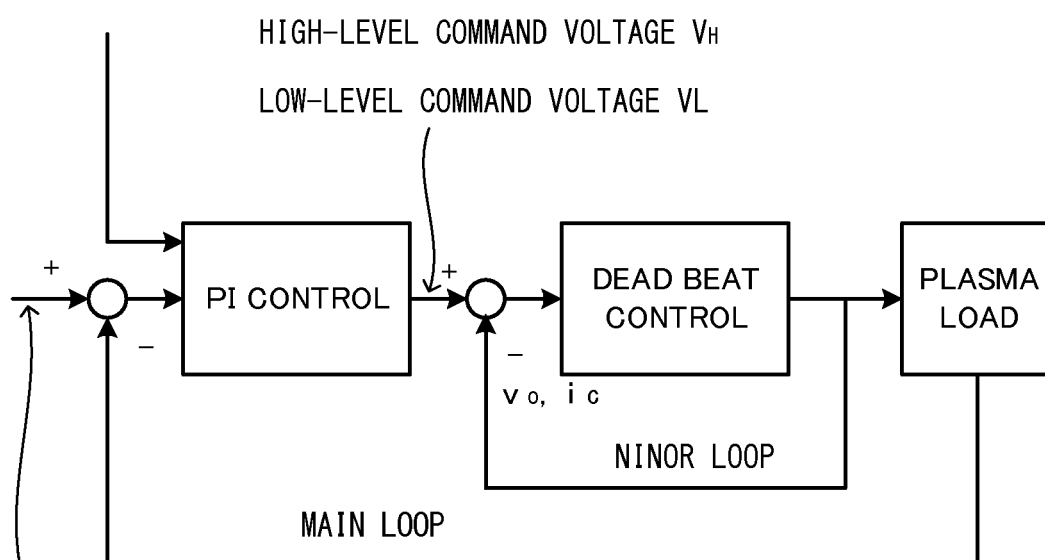 HIGH-LEVEL COMMAND VOLTAGE VH
LOW-LEVEL COMMAND VOLTAGE VL
+
-
PI CONTROL
+
-
DEAD BEAT
CONTROL
PLASMA
LOAD
vo, ic
NINOR LOOP
MAIN LOOP